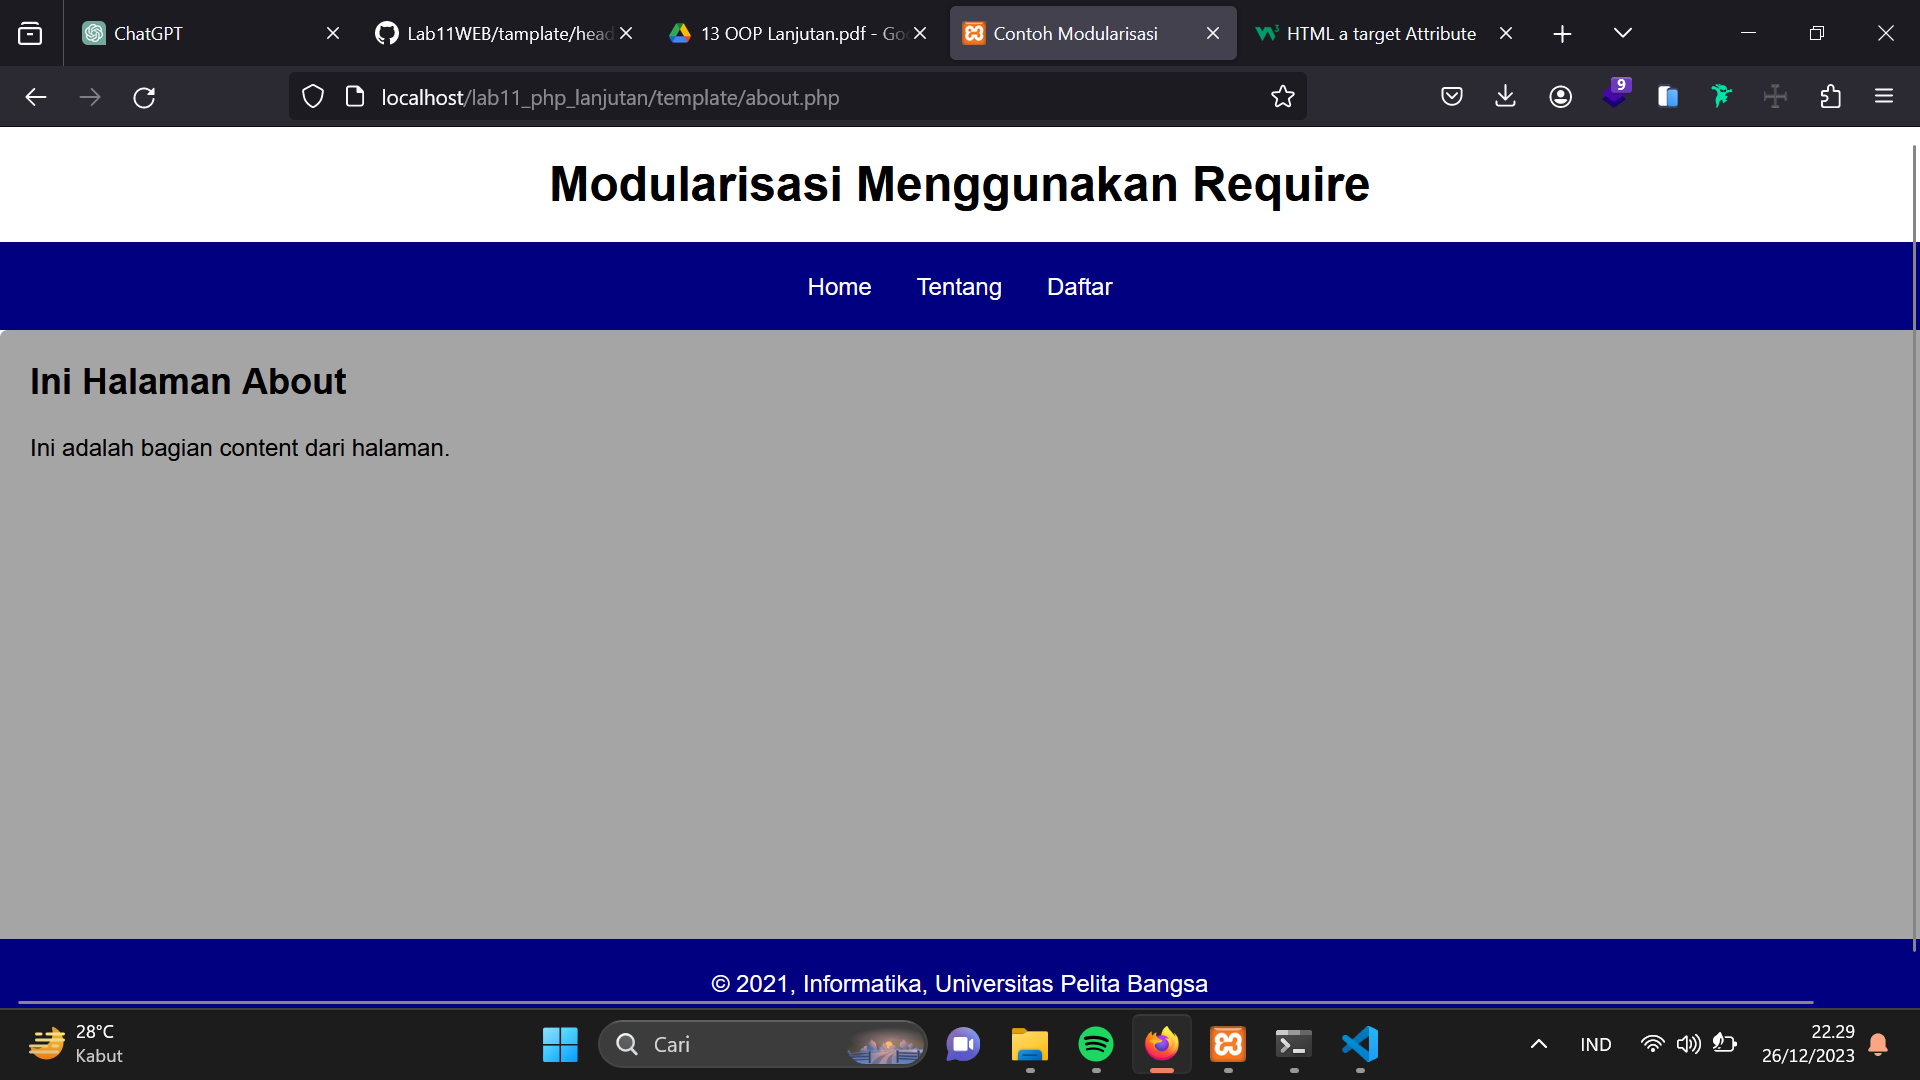 ChatGPT
Lab11WEB/tamplate/head
13 OOP Lanjutan.pdf - Goo
Contoh Modularisasi
HTML a target Attribute
localhost/lab11_php_lanjutan/template/about.php
9
Modularisasi Menggunakan Require
Home Tentang Daftar
Ini Halaman About
Ini adalah bagian content dari halaman.
© 2021, Informatika, Universitas Pelita Bangsa
28°C
Kabut
Cari
IND
22.29
26/12/2023